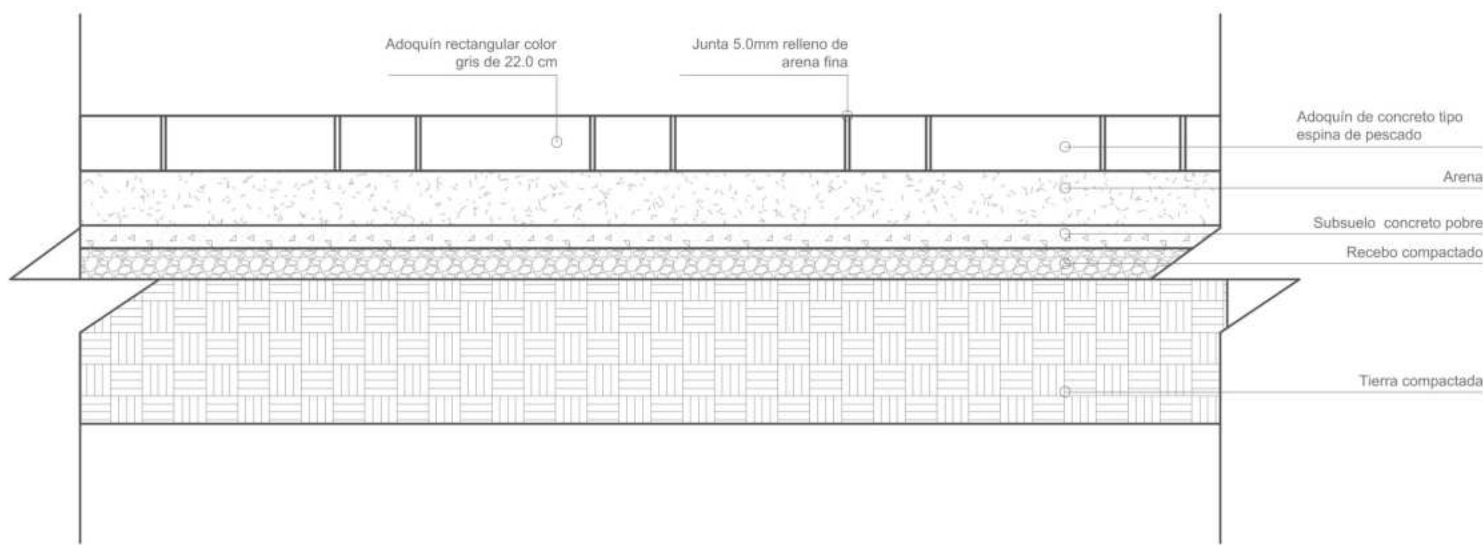 Adoquín rectangular color
gris de 22.0 cm
Junta 5.0mm relleno de
arena fina
Adoquín de concreto tipo
espina de pescado
Arena
Subsuelo concreto pobre
Recebo compactado
Tierra compactada